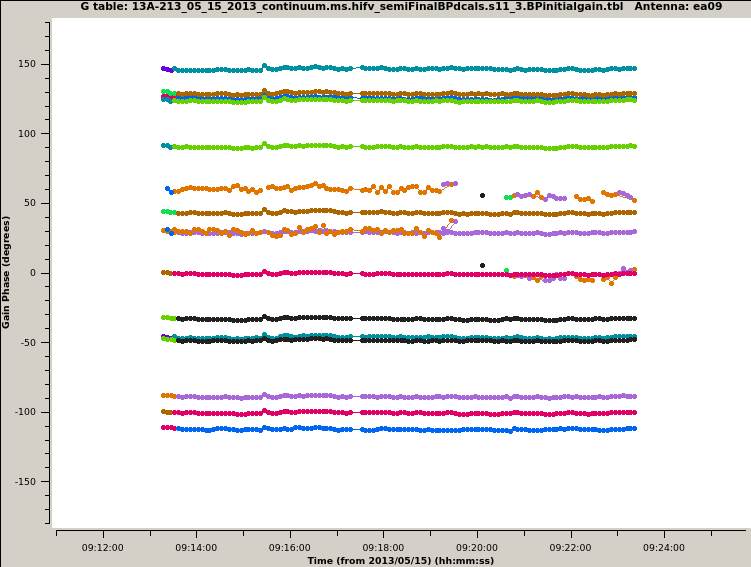 G table: 13A-213_05_15_2013_continuum.ms.hifv_semiFinalBPdcals.s11_3.BPinitialgain.tbl Antenna: ea09
150
100
50
0
-50
-100
-150
Gain Phase (degrees)
09:12:00 09:14:00 09:16:00 09:18:00 09:20:00 09:22:00 09:24:00
Time (from 2013/05/15) (hh:mm:ss)